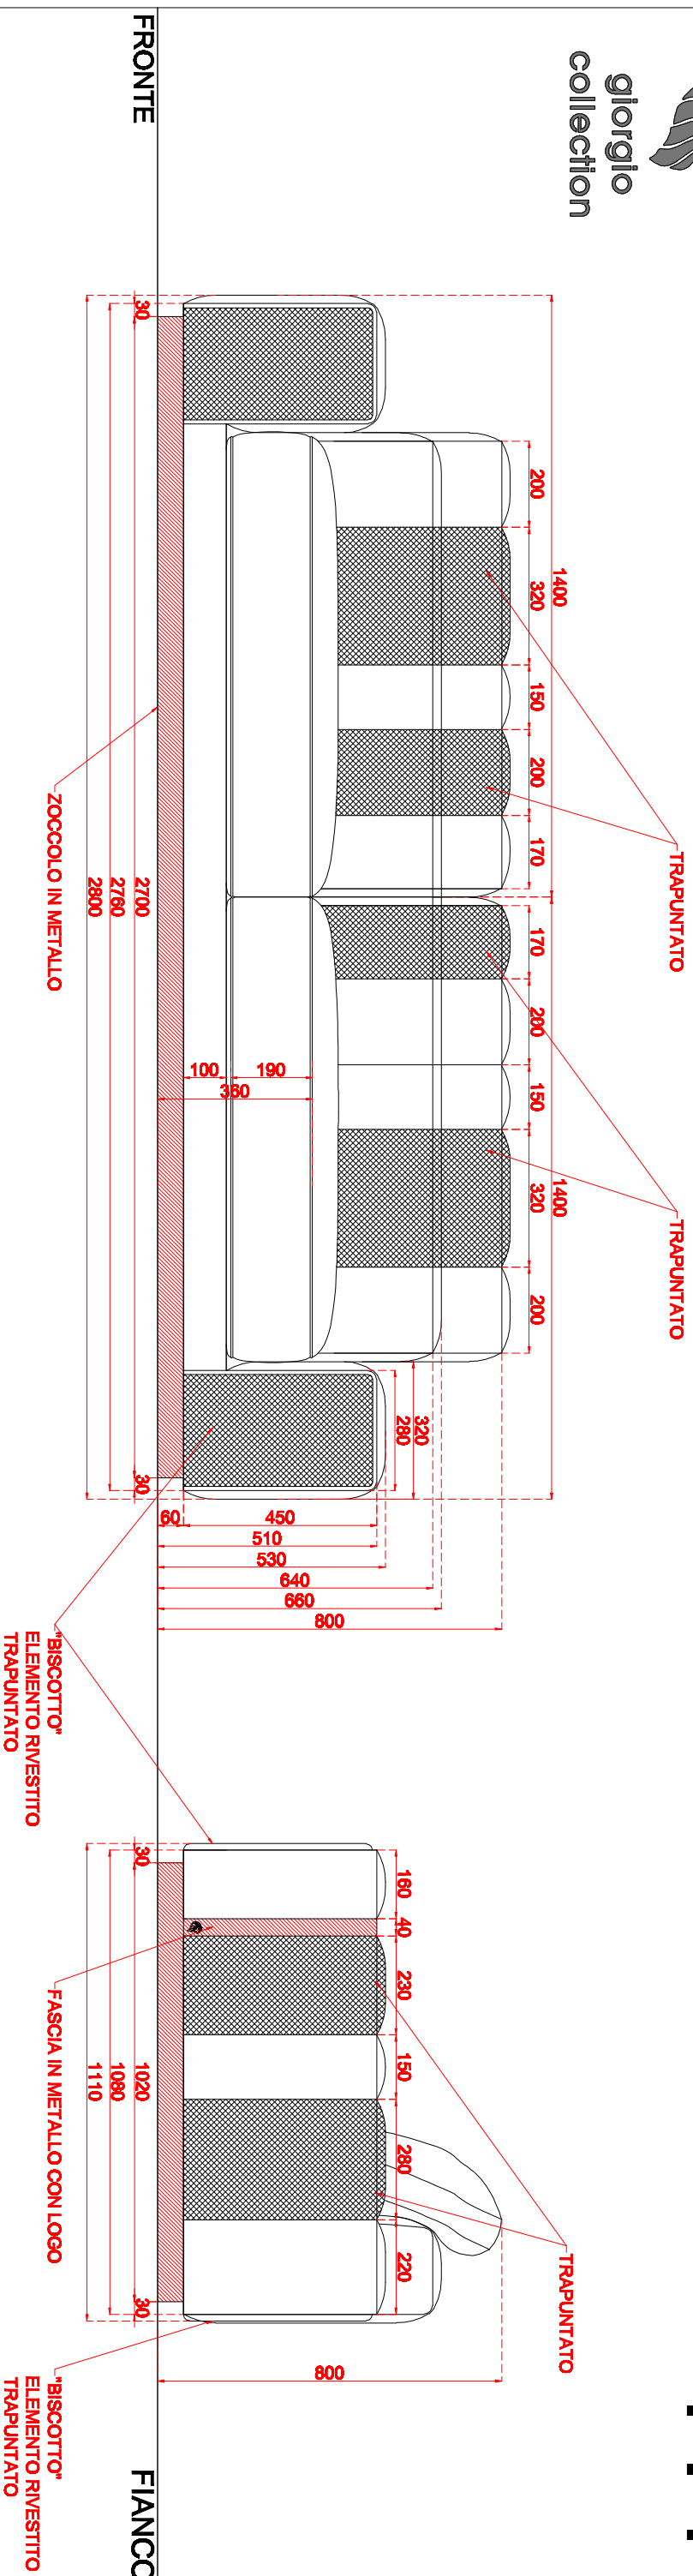 giorgio
collection
TRAPUNTATO
TRAPUNTATO
1400
1400
200
320
150
200
170
170
200
150
320
200
320
280
100
190
360
60
450
510
530
640
660
800
30
2700
30
2760
2800
ZOCCOLO IN METALLO
"BISCOTTO"
ELEMENTO RIVESTITO
TRAPUNTATO
FRONTE
TRAPUNTATO
160
40
230
150
280
220
800
30
1020
30
1080
1110
FASCIA IN METALLO CON LOGO
"BISCOTTO"
ELEMENTO RIVESTITO
TRAPUNTATO
FIANCO